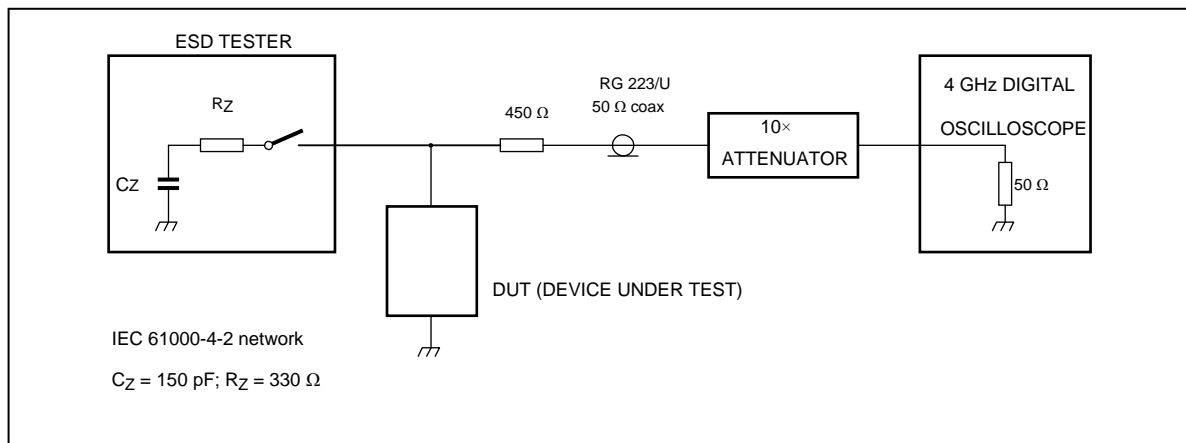 ESD TESTER
RZ
CZ
450 Ω
RG 223/U
50 Ω coax
10×
ATTENUATOR
4 GHz DIGITAL
OSCILLOSCOPE
50 Ω
DUT (DEVICE UNDER TEST)
IEC 61000-4-2 network
CZ = 150 pF; RZ = 330 Ω